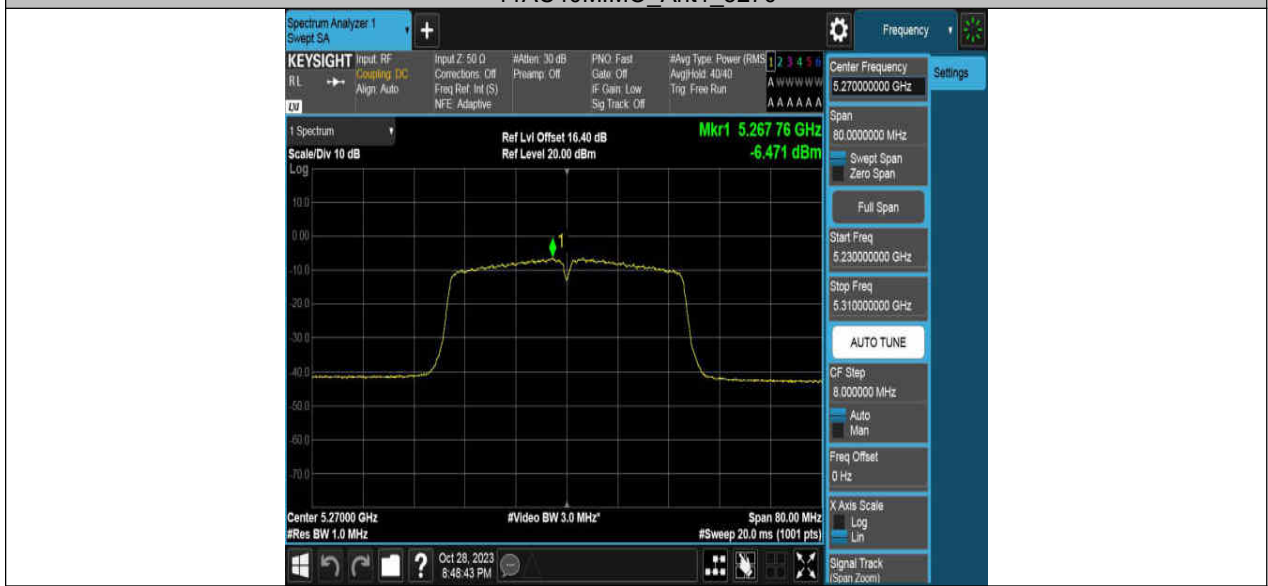 Spectrum Analyzer 1
Swept SA
+
Frequency
KEYSIGHT
Input: RF
Coupling: DC
Align: Auto
RL
LXI
Input Z: 50 Ω
Corrections: Off
Freq Ref: Int (S)
NFE: Adaptive
#Atten: 30 dB
Preamp: Off
PNO: Fast
Gate: Off
IF Gain: Low
Sig Track: Off
#Avg Type: Power (RMS
Avg|Hold: 40/40
Trig: Free Run
1 2 3 4 5 6
A W W W W W
A A A A A A
Center Frequency
5.270000000 GHz
Settings
Span
80.0000000 MHz
Swept Span
Zero Span
Full Span
Start Freq
5.230000000 GHz
Stop Freq
5.310000000 GHz
AUTO TUNE
CF Step
8.000000 MHz
Auto
Man
Freq Offset
0 Hz
X Axis Scale
Log
Lin
Signal Track
(Span Zoom)
1 Spectrum
Scale/Div 10 dB
Ref Lvl Offset 16.40 dB
Ref Level 20.00 dBm
Mkr1 5.267 76 GHz
-6.471 dBm
Log
10.0
0.00
-10.0
-20.0
-30.0
-40.0
-50.0
-60.0
-70.0
1
Center 5.27000 GHz
#Res BW 1.0 MHz
#Video BW 3.0 MHz*
Span 80.00 MHz
#Sweep 20.0 ms (1001 pts)
?
Oct 28, 2023
8:48:43 PM